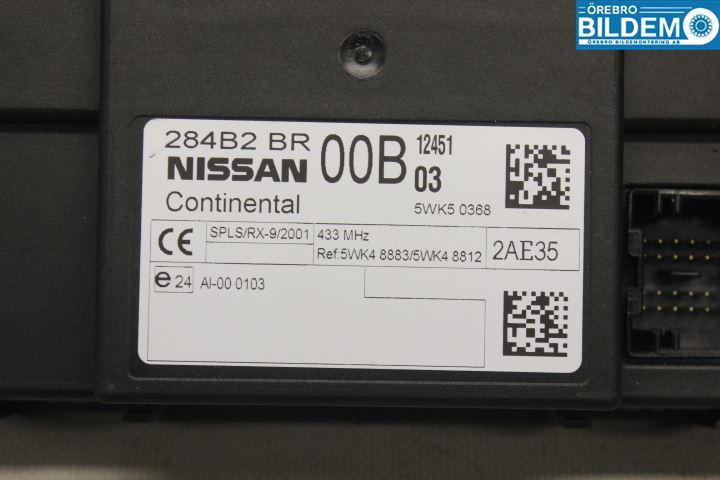 ÖREBRO
BILDEMO
ÖREBRO BILDEMONTERING AB
284B2 BR 00B 12451
NISSAN 03
Continental 5WK5 0368
CE SPLS/RX-9/2001 433 MHz
Ref:5WK4 8883/5WK4 8812 2AE35
e 24 AI-00 0103